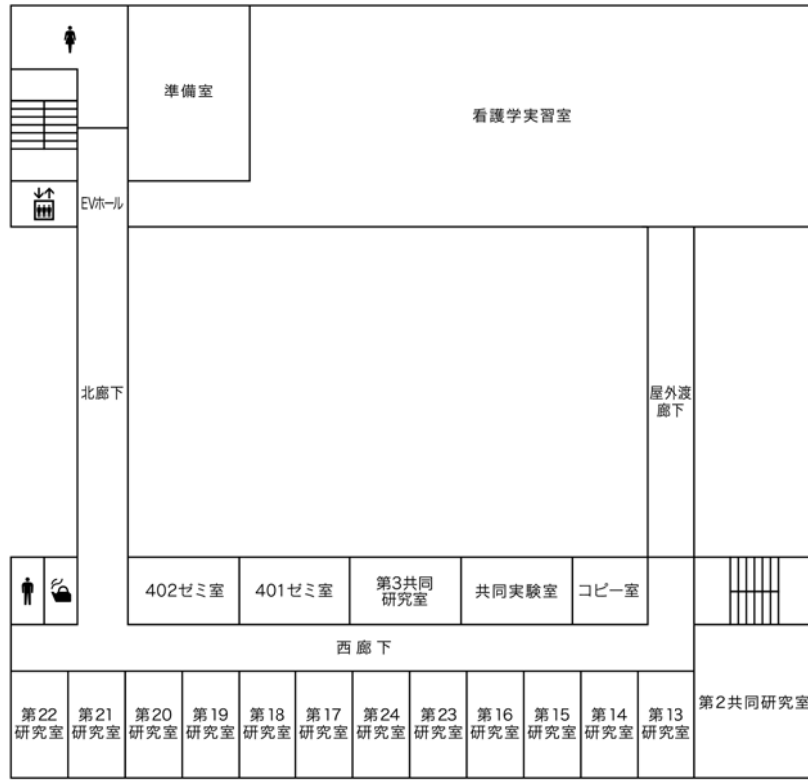 準備室
看護学実習室
EVホール
北廊下
屋外渡
廊下
402ゼミ室
401ゼミ室
第3共同
研究室
共同実験室
コピー室
西廊下
第22
研究室
第21
研究室
第20
研究室
第19
研究室
第18
研究室
第17
研究室
第24
研究室
第23
研究室
第16
研究室
第15
研究室
第14
研究室
第13
研究室
第2共同研究室